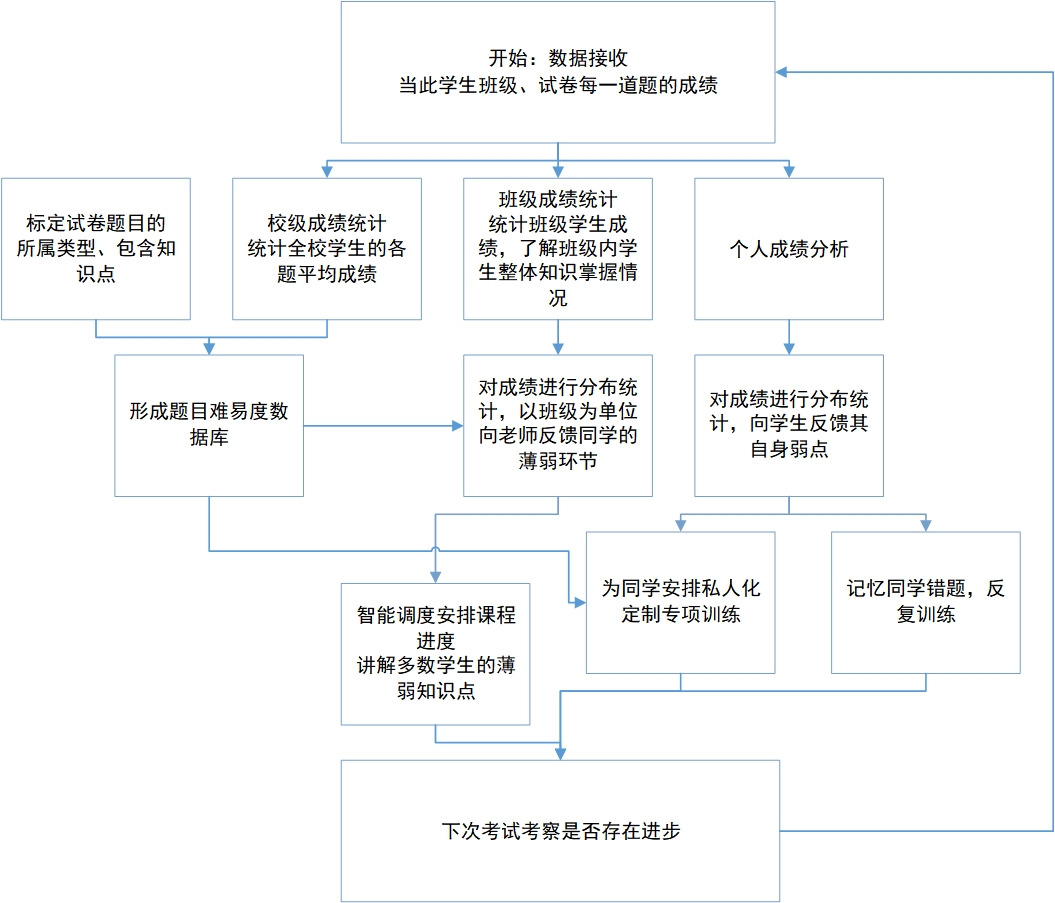 开始：数据接收
当此学生班级、试卷每一道题的成绩
标定试卷题目的
所属类型、包含知
识点
校级成绩统计
统计全校学生的各
题平均成绩
班级成绩统计
统计班级学生成
绩，了解班级内学
生整体知识掌握情
况
个人成绩分析
形成题目难易度数
据库
对成绩进行分布统
计，以班级为单位
向老师反馈同学的
薄弱环节
对成绩进行分布统
计，向学生反馈其
自身弱点
智能调度安排课程
进度
讲解多数学生的薄
弱知识点
为同学安排私人化
定制专项训练
记忆同学错题，反
复训练
下次考试考察是否存在进步